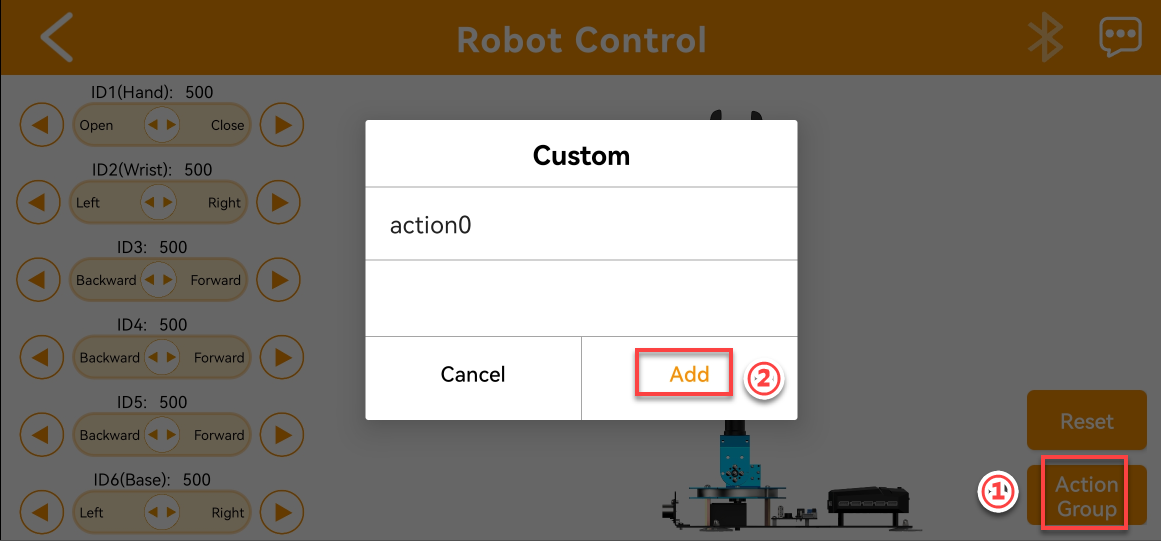 Robot Control
ID1(Hand): 500
Open Close
ID2(Wrist): 500
Left Right
ID3: 500
Backward Forward
ID4: 500
Backward Forward
ID5: 500
Backward Forward
ID6(Base): 500
Left Right
Custom
action0
Cancel Add
②
Reset
①
Action
Group